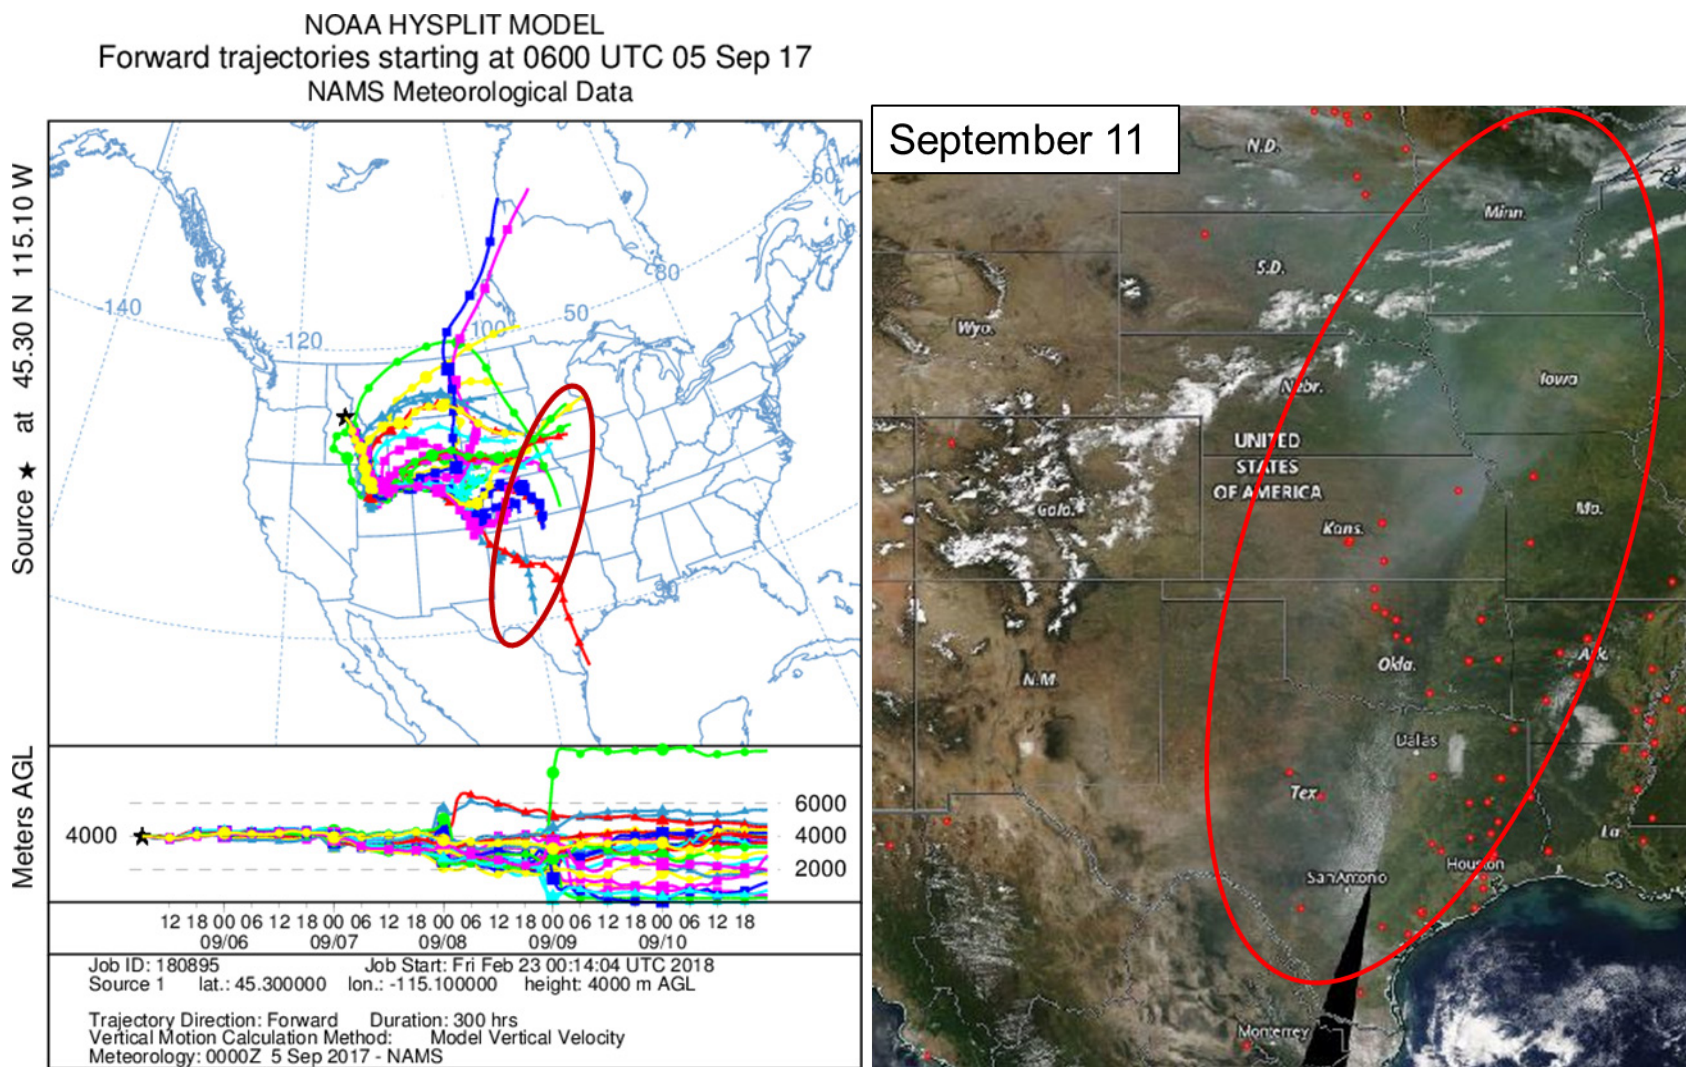 NOAA HYSPLIT MODEL
Forward trajectories starting at 0600 UTC 05 Sep 17
NAMS Meteorological Data
Source ★ at 45.30 N 115.10 W
-140
-120
100
50
-80
-60
30
Meters AGL
4000
6000
4000
2000
12 18 00 06 12 18 00 06 12 18 00 06 12 18 00 06 12 18 00 06 12 18
09/06 09/07 09/08 09/09 09/10
Job ID: 180895 Job Start: Fri Feb 23 00:14:04 UTC 2018
Source 1 lat.: 45.300000 lon.: -115.100000 height: 4000 m AGL
Trajectory Direction: Forward Duration: 300 hrs
Vertical Motion Calculation Method: Model Vertical Velocity
Meteorology: 0000Z 5 Sep 2017 - NAMS
September 11
N.D.
Minn.
S.D.
Wyo.
Nebr.
Iowa
UNITED
STATES
OF AMERICA
Colo.
Kans.
Mo.
Okla.
Ark.
N.M.
Dallas
Tex.
La.
San Antonio
Houston
Monterrey